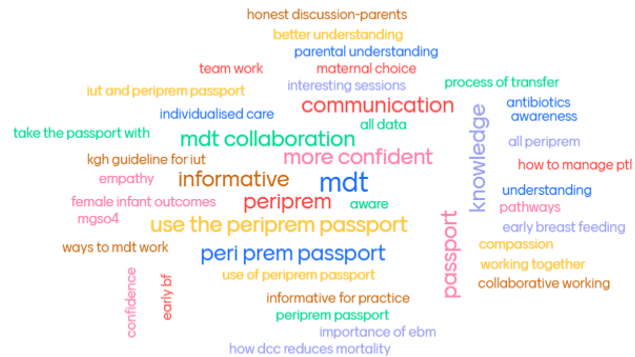 honest discussion-parents
better understanding
parental understanding
team work
maternal choice
interesting sessions
process of transfer
iut and periprem passport
communication
antibiotics
awareness
individualised care
all data
knowledge
take the passport with
mdt collaboration
all periprem
kgh guideline for iut
more confident
how to manage ptl
empathy
informative
mdt
understanding
female infant outcomes
periprem
aware
pathways
mgso4
use the periprem passport
passport
early breast feeding
ways to mdt work
peri prem passport
compassion
working together
use of periprem passport
collaborative working
confidence
early bf
informative for practice
periprem passport
importance of ebm
how dcc reduces mortality